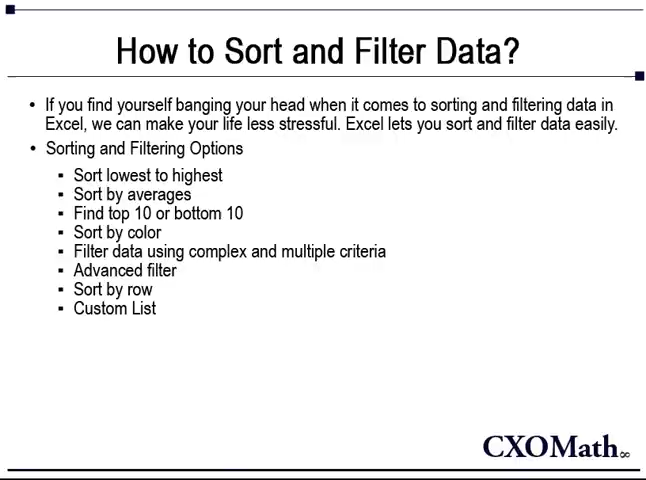 How to Sort and Filter Data?
• If you find yourself banging your head when it comes to sorting and filtering data in
Excel, we can make your life less stressful. Excel lets you sort and filter data easily.
• Sorting and Filtering Options
▪ Sort lowest to highest
▪ Sort by averages
▪ Find top 10 or bottom 10
▪ Sort by color
▪ Filter data using complex and multiple criteria
▪ Advanced filter
▪ Sort by row
▪ Custom List
CXOMath∞